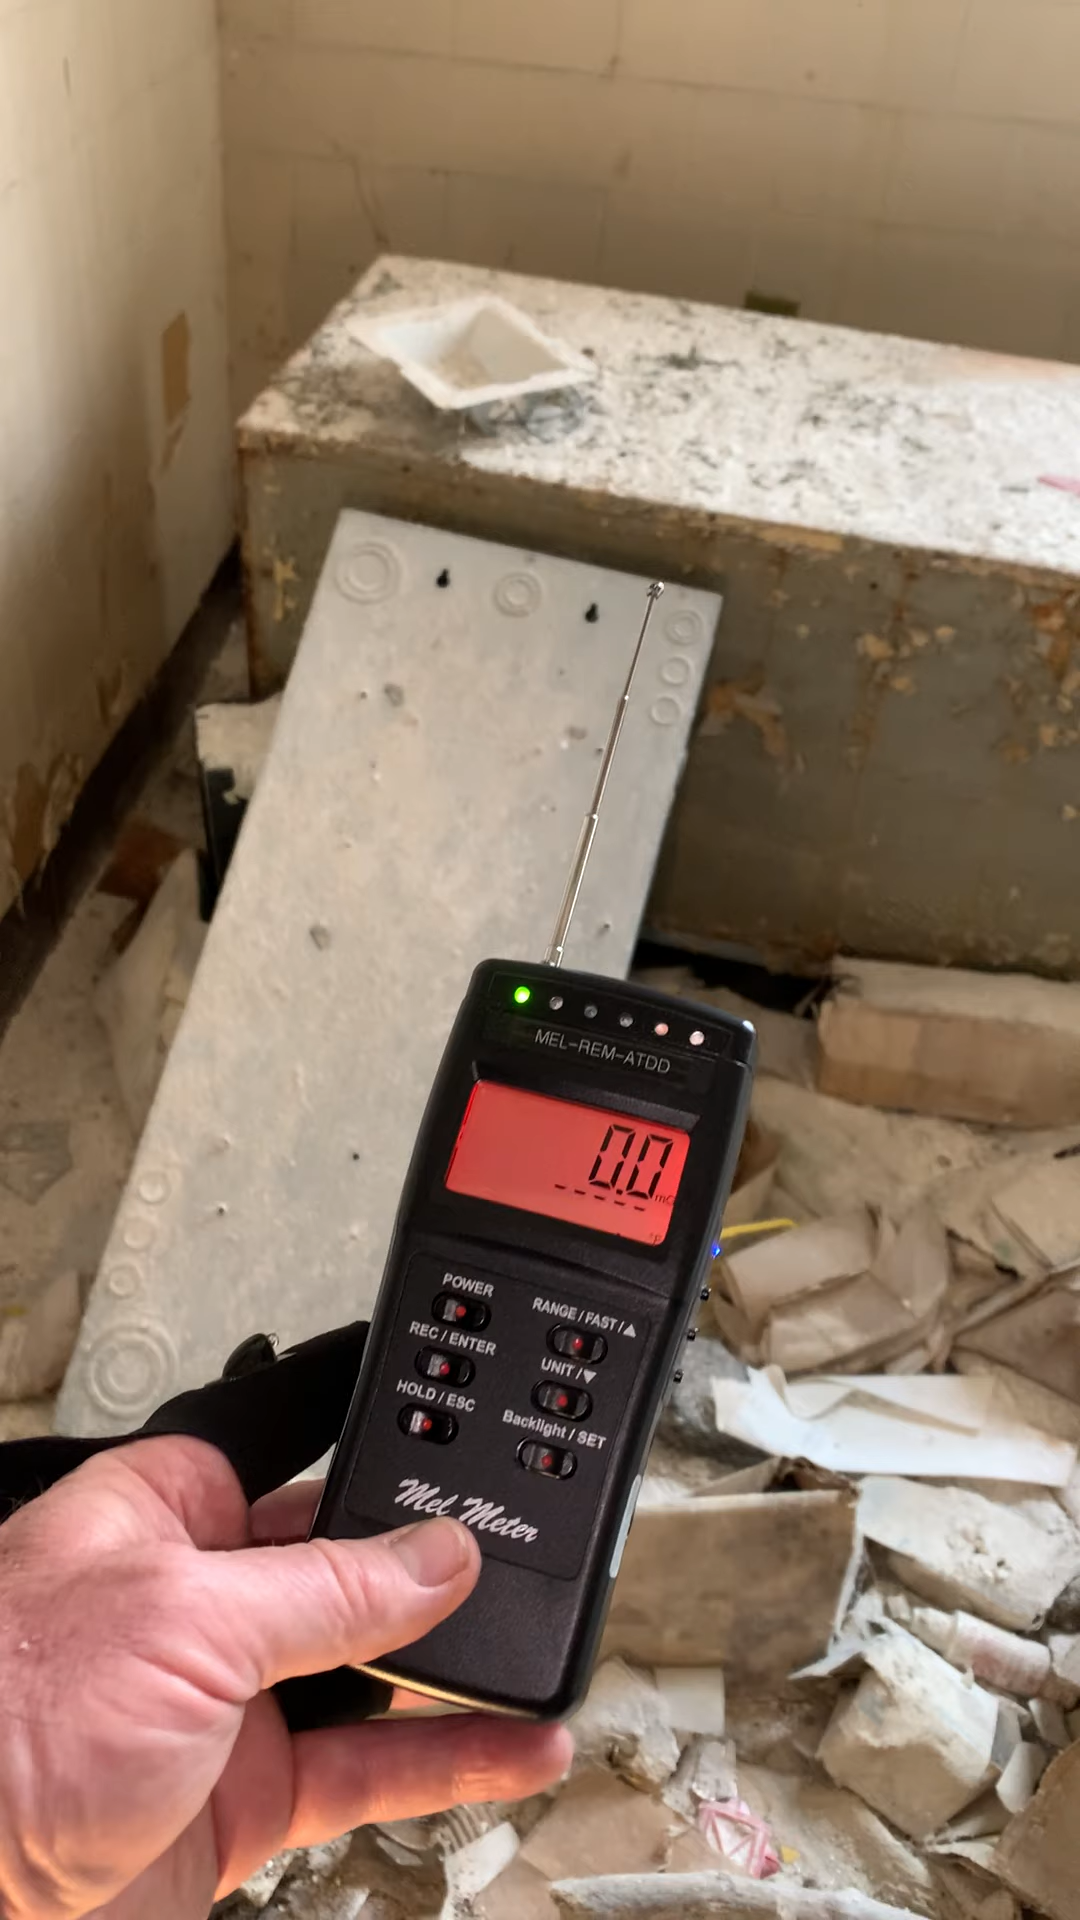 MEL-REM-ATDD
0.0
POWER
RANGE / FAST / ▲
REC / ENTER
UNIT / ▼
HOLD / ESC
Backlight / SET
Mel Meter